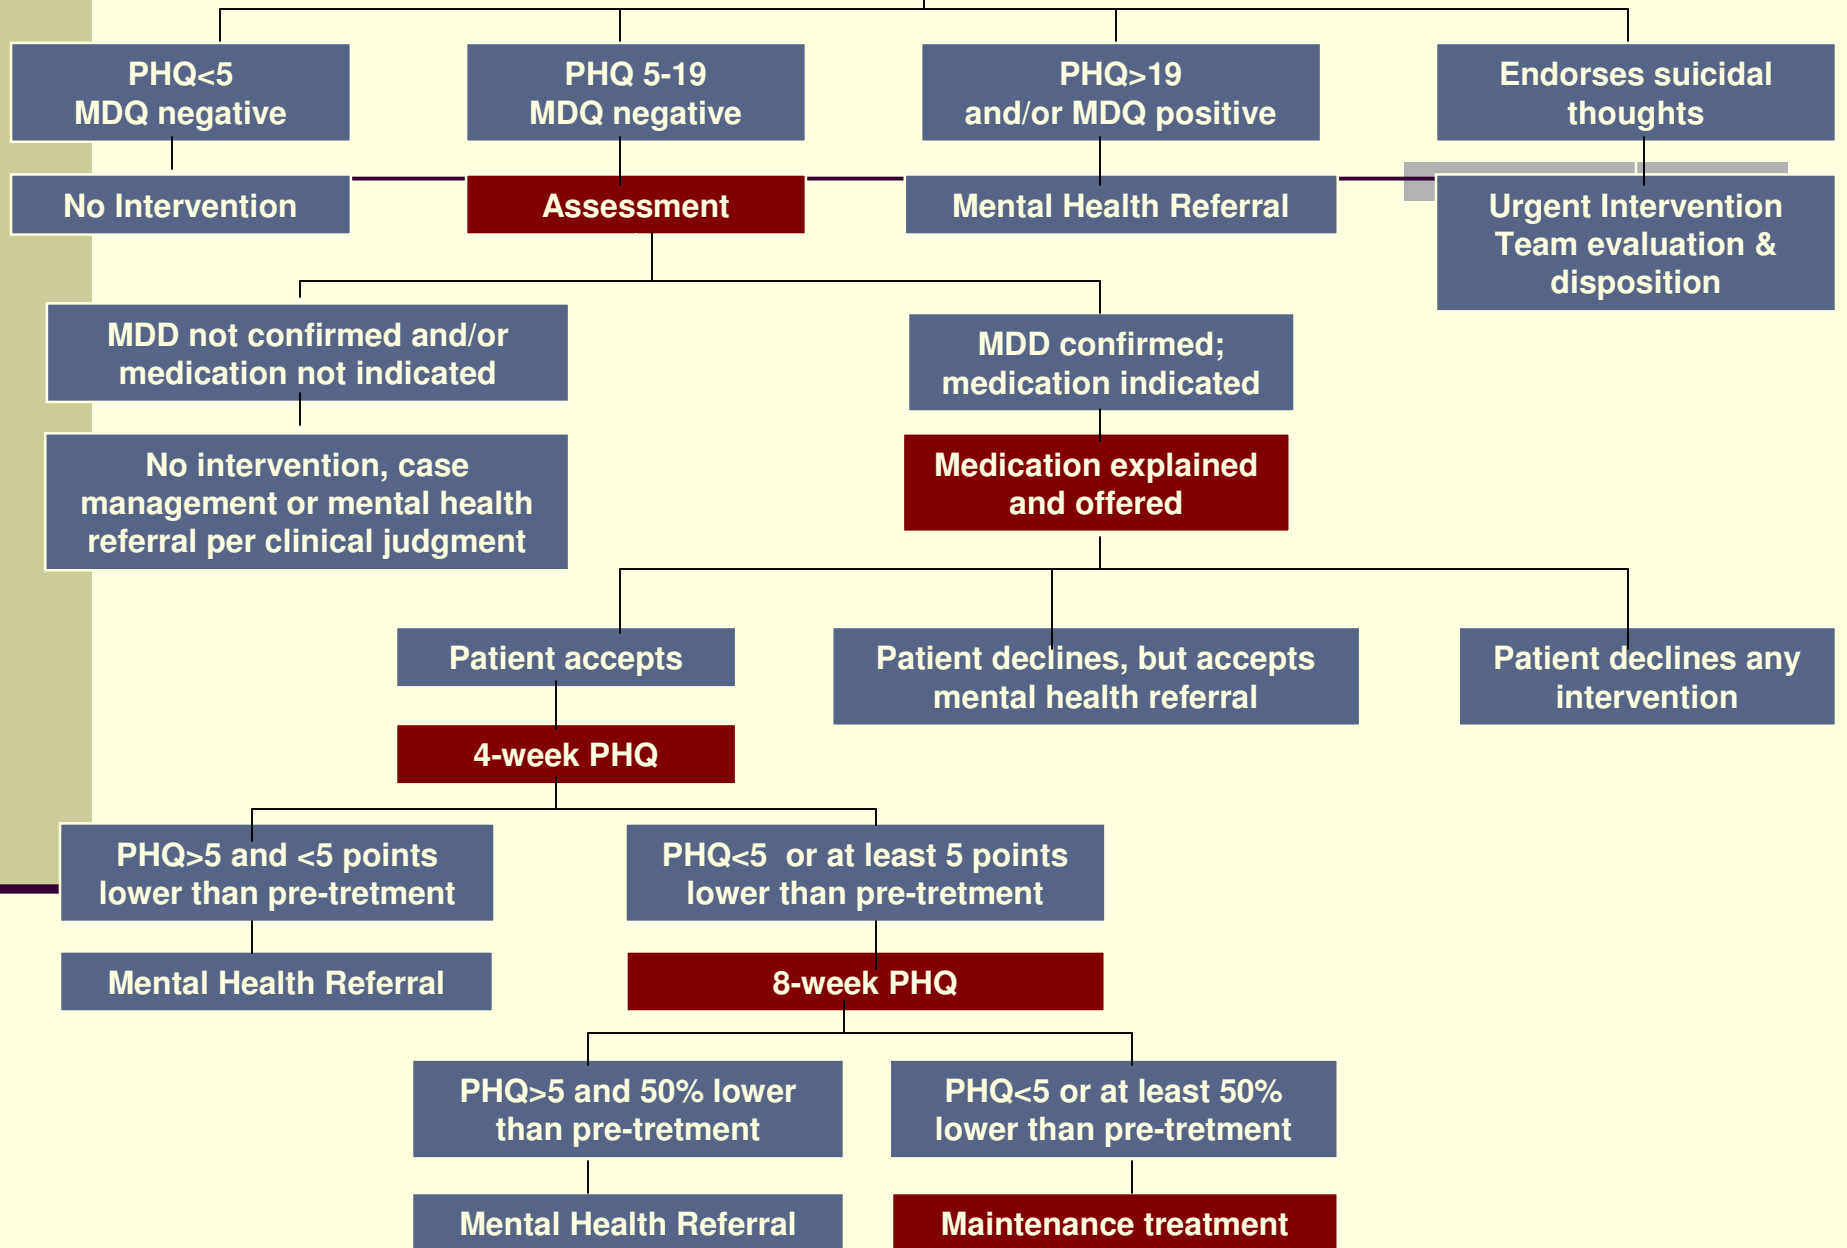 PHQ<5
MDQ negative
PHQ 5-19
MDQ negative
PHQ>19
and/or MDQ positive
Endorses suicidal
thoughts
No Intervention
Assessment
Mental Health Referral
Urgent Intervention
Team evaluation &
disposition
MDD not confirmed and/or
medication not indicated
MDD confirmed;
medication indicated
No intervention, case
management or mental health
referral per clinical judgment
Medication explained
and offered
Patient accepts
Patient declines, but accepts
mental health referral
Patient declines any
intervention
4-week PHQ
PHQ>5 and <5 points
lower than pre-tretment
PHQ<5  or at least 5 points
lower than pre-tretment
Mental Health Referral
8-week PHQ
PHQ>5 and 50% lower
than pre-tretment
PHQ<5 or at least 50%
lower than pre-tretment
Mental Health Referral
Maintenance treatment